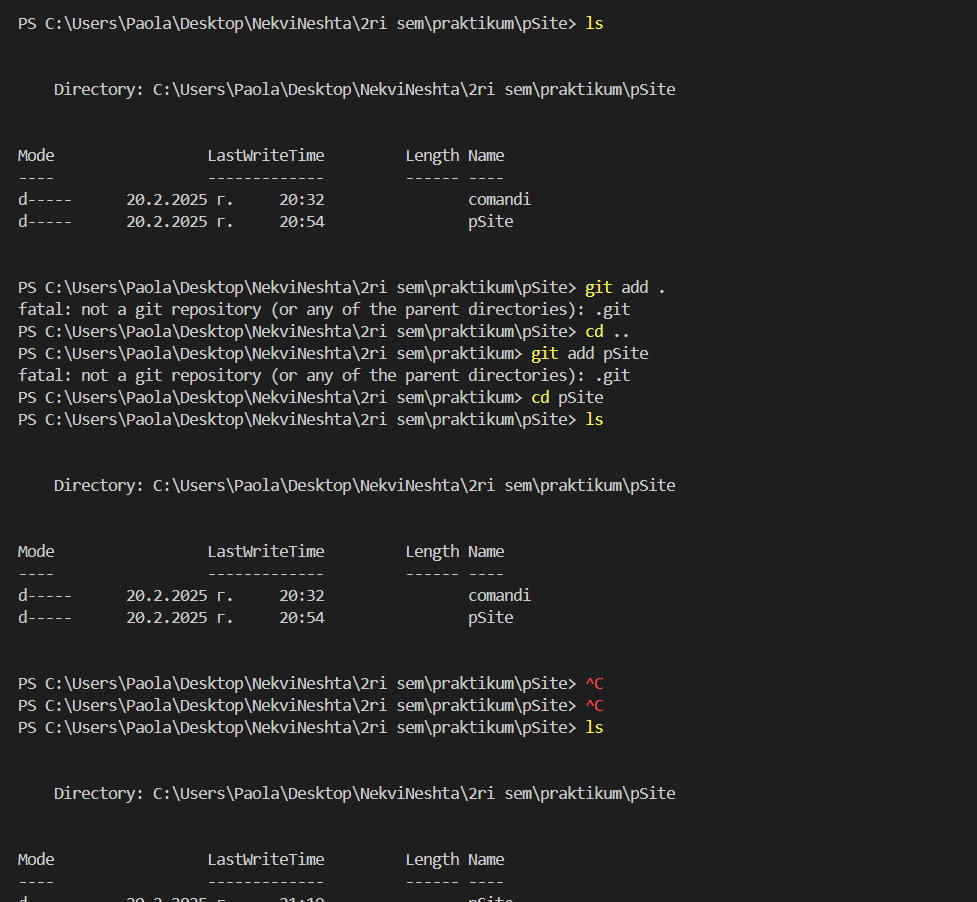 PS C:\Users\Paola\Desktop\NekviNeshta\2ri sem\praktikum\pSite> ls
Directory: C:\Users\Paola\Desktop\NekviNeshta\2ri sem\praktikum\pSite
Mode                 LastWriteTime         Length Name
----                 -------------         ------ ----
d-----      20.2.2025 г.     20:32                comandi
d-----      20.2.2025 г.     20:54                pSite
PS C:\Users\Paola\Desktop\NekviNeshta\2ri sem\praktikum\pSite> git add .
fatal: not a git repository (or any of the parent directories): .git
PS C:\Users\Paola\Desktop\NekviNeshta\2ri sem\praktikum\pSite> cd ..
PS C:\Users\Paola\Desktop\NekviNeshta\2ri sem\praktikum> git add pSite
fatal: not a git repository (or any of the parent directories): .git
PS C:\Users\Paola\Desktop\NekviNeshta\2ri sem\praktikum> cd pSite
PS C:\Users\Paola\Desktop\NekviNeshta\2ri sem\praktikum\pSite> ls
Directory: C:\Users\Paola\Desktop\NekviNeshta\2ri sem\praktikum\pSite
Mode                 LastWriteTime         Length Name
----                 -------------         ------ ----
d-----      20.2.2025 г.     20:32                comandi
d-----      20.2.2025 г.     20:54                pSite
PS C:\Users\Paola\Desktop\NekviNeshta\2ri sem\praktikum\pSite> ^C
PS C:\Users\Paola\Desktop\NekviNeshta\2ri sem\praktikum\pSite> ^C
PS C:\Users\Paola\Desktop\NekviNeshta\2ri sem\praktikum\pSite> ls
Directory: C:\Users\Paola\Desktop\NekviNeshta\2ri sem\praktikum\pSite
Mode                 LastWriteTime         Length Name
----                 -------------         ------ ----